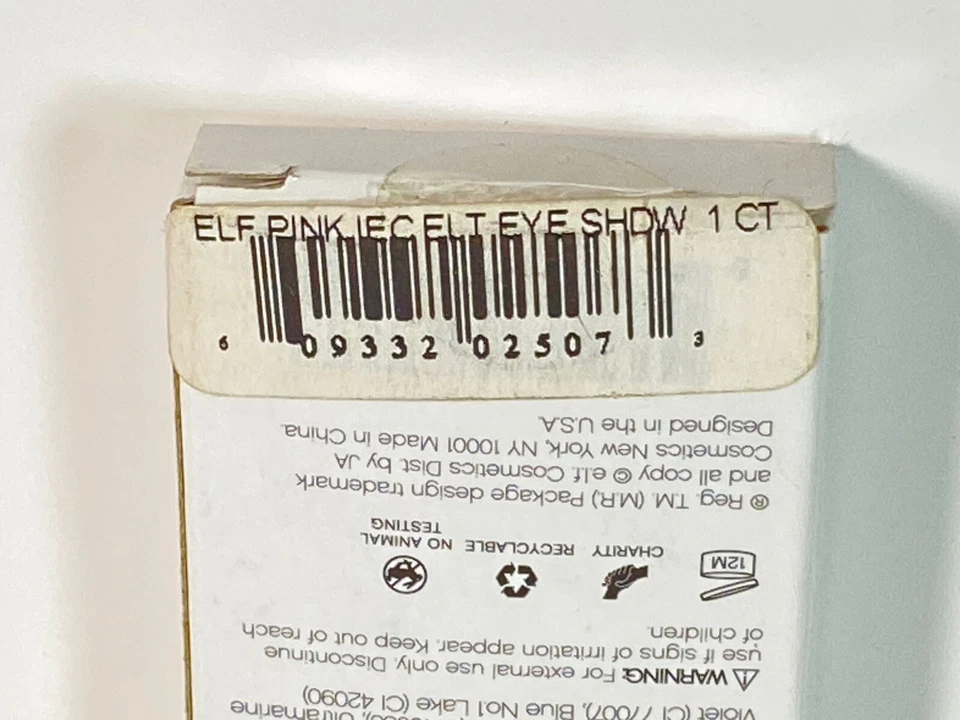 ELF PINK IEC ELT EYE SHDW 1 CT
6 09332 02507 3
Ultramarine
Violet (CI 77007), Blue No.1 Lake (CI 42090)
WARNING: For external use only. Discontinue
use if signs of irritation appear. Keep out of reach
of children.
12M
CHARITY RECYCLABLE NO ANIMAL
TESTING
® Reg. T.M. (M.R.) Package design trademark
and all copy © e.l.f. Cosmetics Dist. by JA
Cosmetics New York, NY 10001 Made in China.
Designed in the U.S.A.